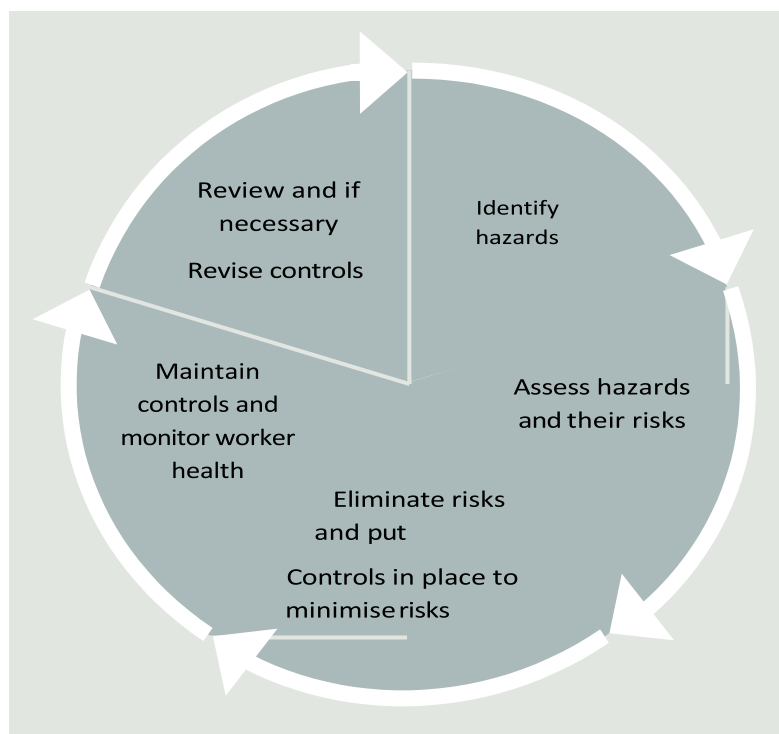 Identify
hazards
Assess hazards
and their risks
Eliminate risks
and put
Controls in place to
minimise risks
Maintain
controls and
monitor worker
health
Review and if
necessary
Revise controls